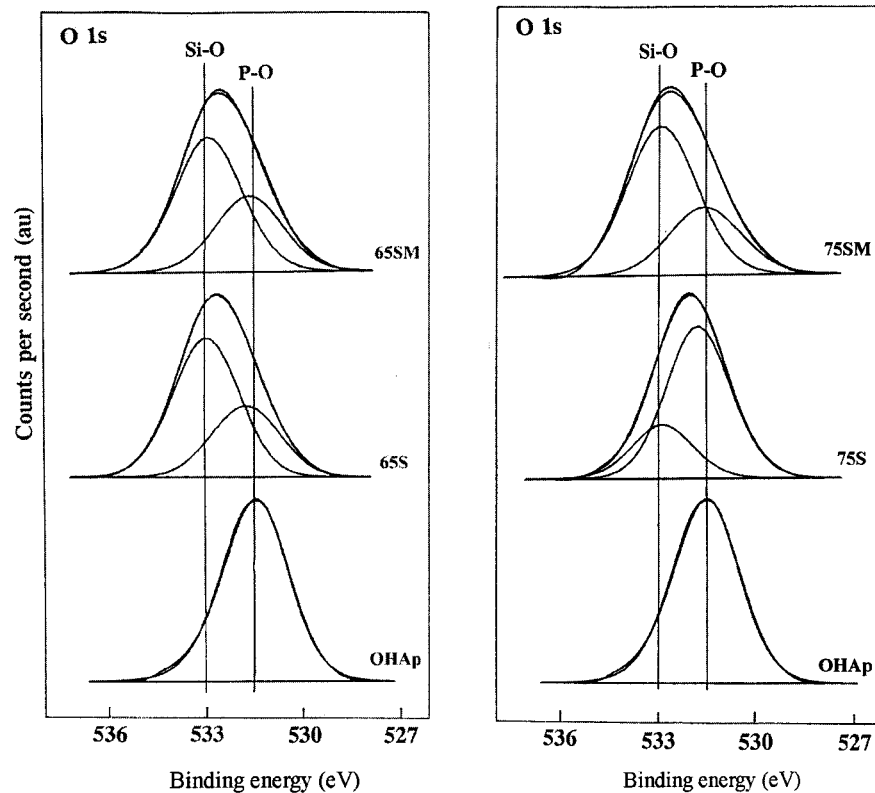 O 1s
Si-O
P-O
65SM
65S
OHAp
536
533
530
527
Binding energy (eV)
Counts per second (au)
O 1s
Si-O
P-O
75SM
75S
OHAp
536
533
530
527
Binding energy (eV)